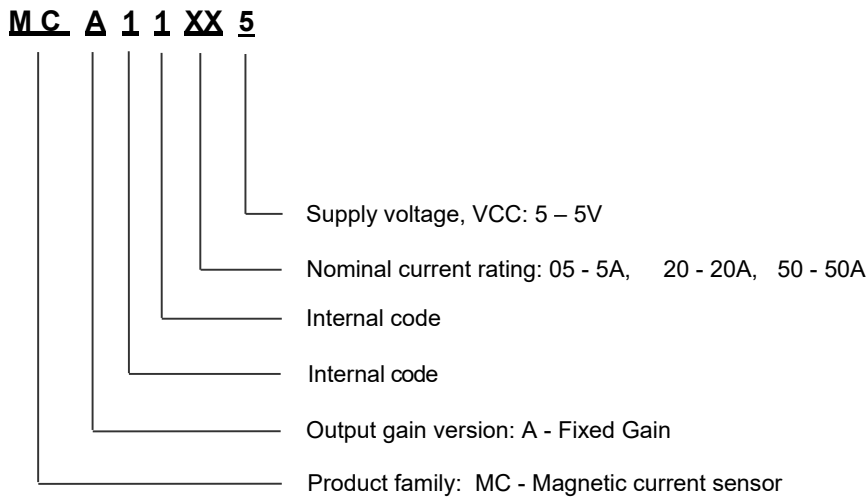 MC A 1 1 XX 5
Supply voltage, VCC: 5 – 5V
Nominal current rating: 05 - 5A, 20 - 20A, 50 - 50A
Internal code
Internal code
Output gain version: A - Fixed Gain
Product family: MC - Magnetic current sensor